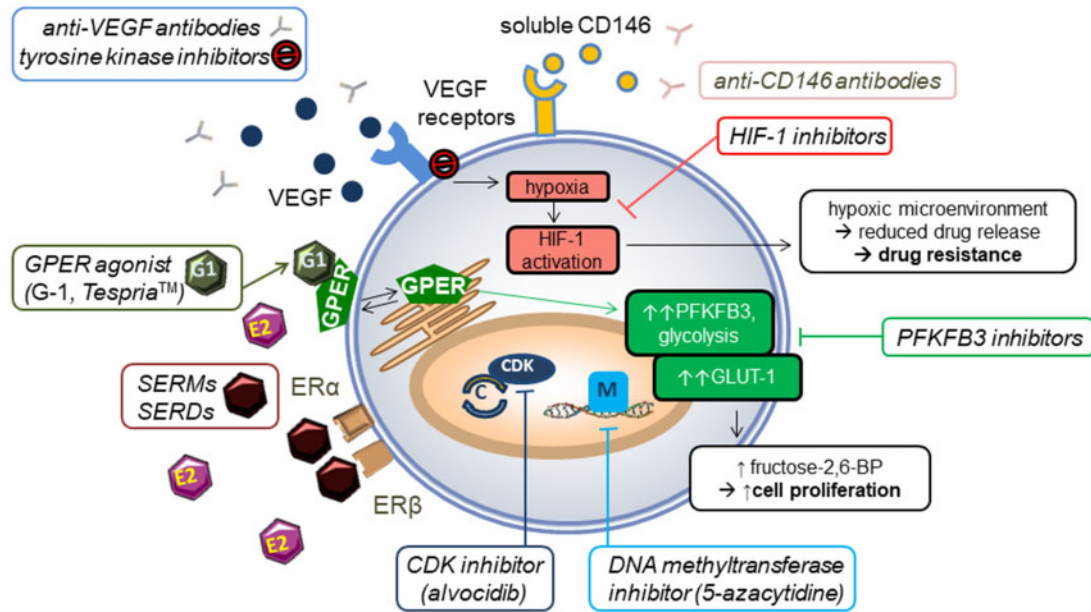 anti-VEGF antibodies
tyrosine kinase inhibitors
soluble CD146
anti-CD146 antibodies
VEGF
receptors
HIF-1 inhibitors
VEGF
hypoxia
HIF-1
activation
hypoxic microenvironment
→ reduced drug release
→ drug resistance
GPER agonist
(G-1, Tespria™)
G1
G1
GPER
GPER
↑↑PFKFB3,
glycolysis
PFKFB3 inhibitors
↑↑GLUT-1
E2
SERMs
SERDs
ERα
CDK
C
M
↑ fructose-2,6-BP
→ ↑cell proliferation
E2
ERβ
E2
CDK inhibitor
(alvocidib)
DNA methyltransferase
inhibitor (5-azacytidine)